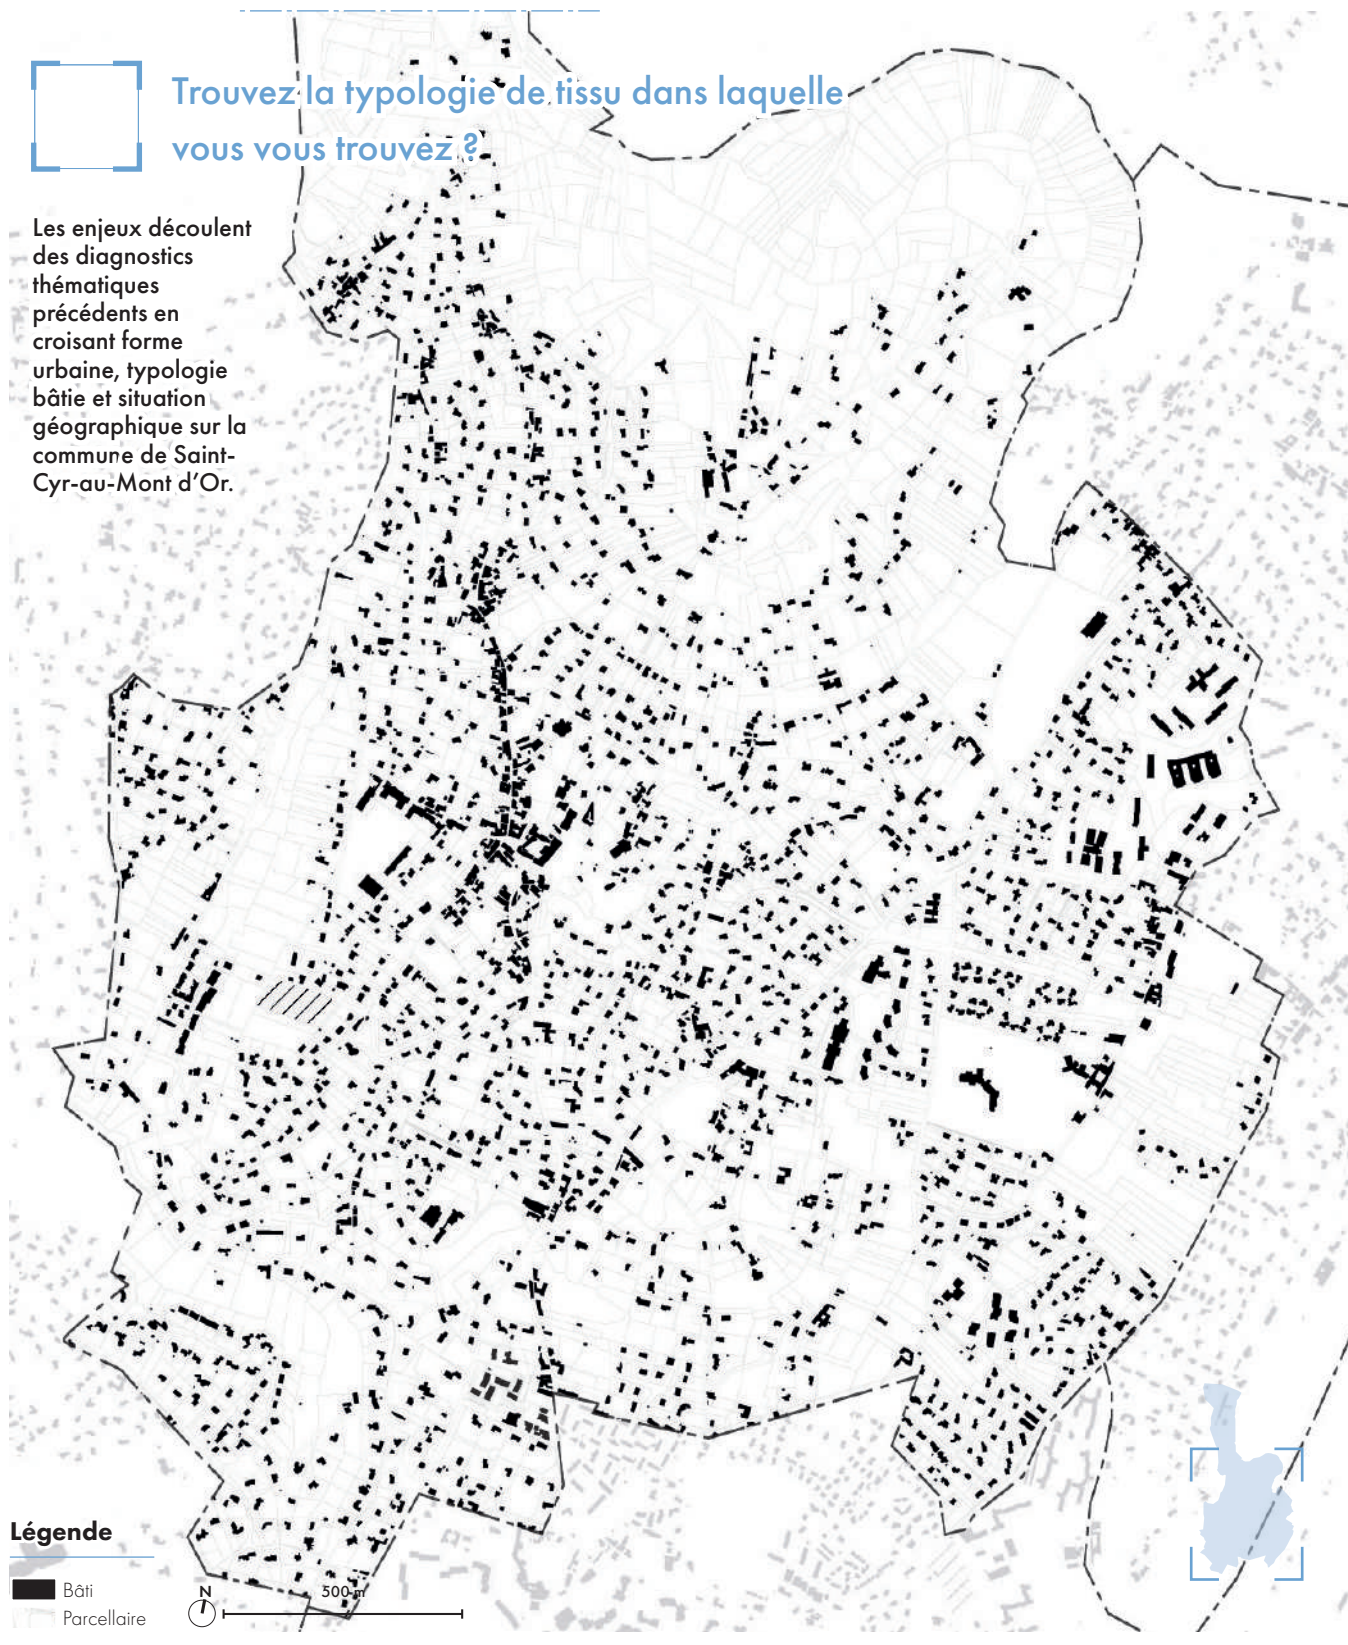 Trouvez la typologie de tissu dans laquelle
vous vous trouvez ?
Les enjeux découlent
des diagnostics
thématiques
précédents en
croisant forme
urbaine, typologie
bâtie et situation
géographique sur la
commune de Saint-
Cyr-au-Mont d’Or.
Légende
Bâti
Parcellaire
N
500 m